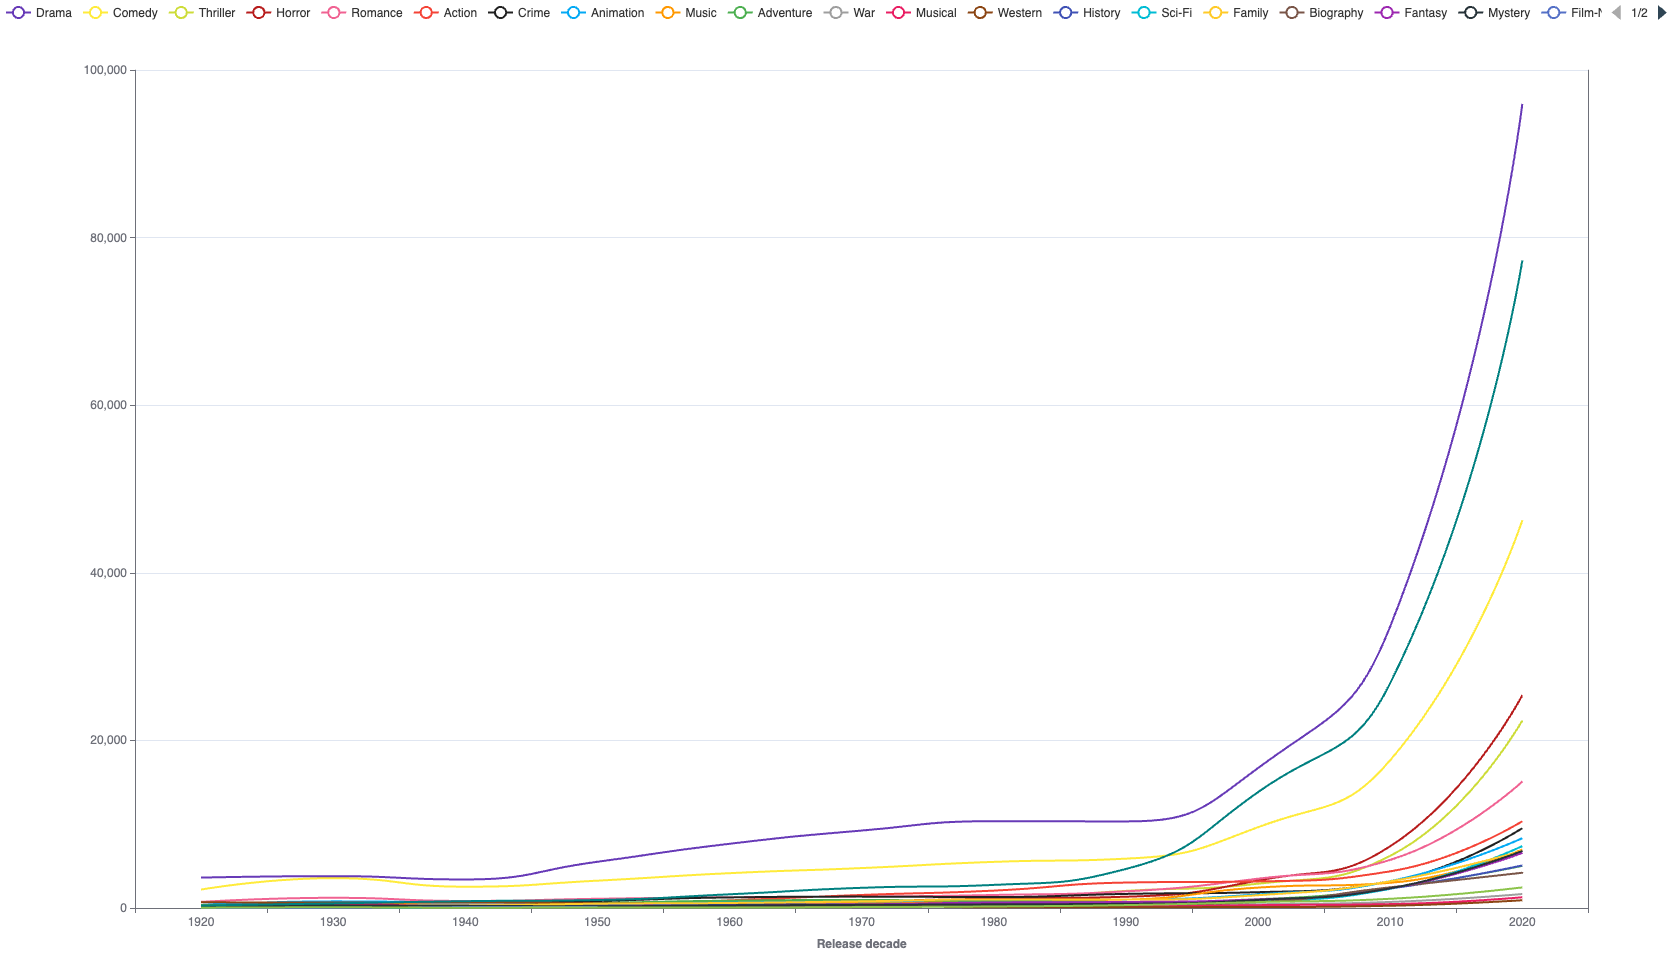 Drama Comedy Thriller Horror Romance Action Crime Animation Music Adventure War Musical Western History Sci-Fi Family Biography Fantasy Mystery Film-N 1/2
100,000
80,000
60,000
40,000
20,000
0
1920 1930 1940 1950 1960 1970 1980 1990 2000 2010 2020
Release decade